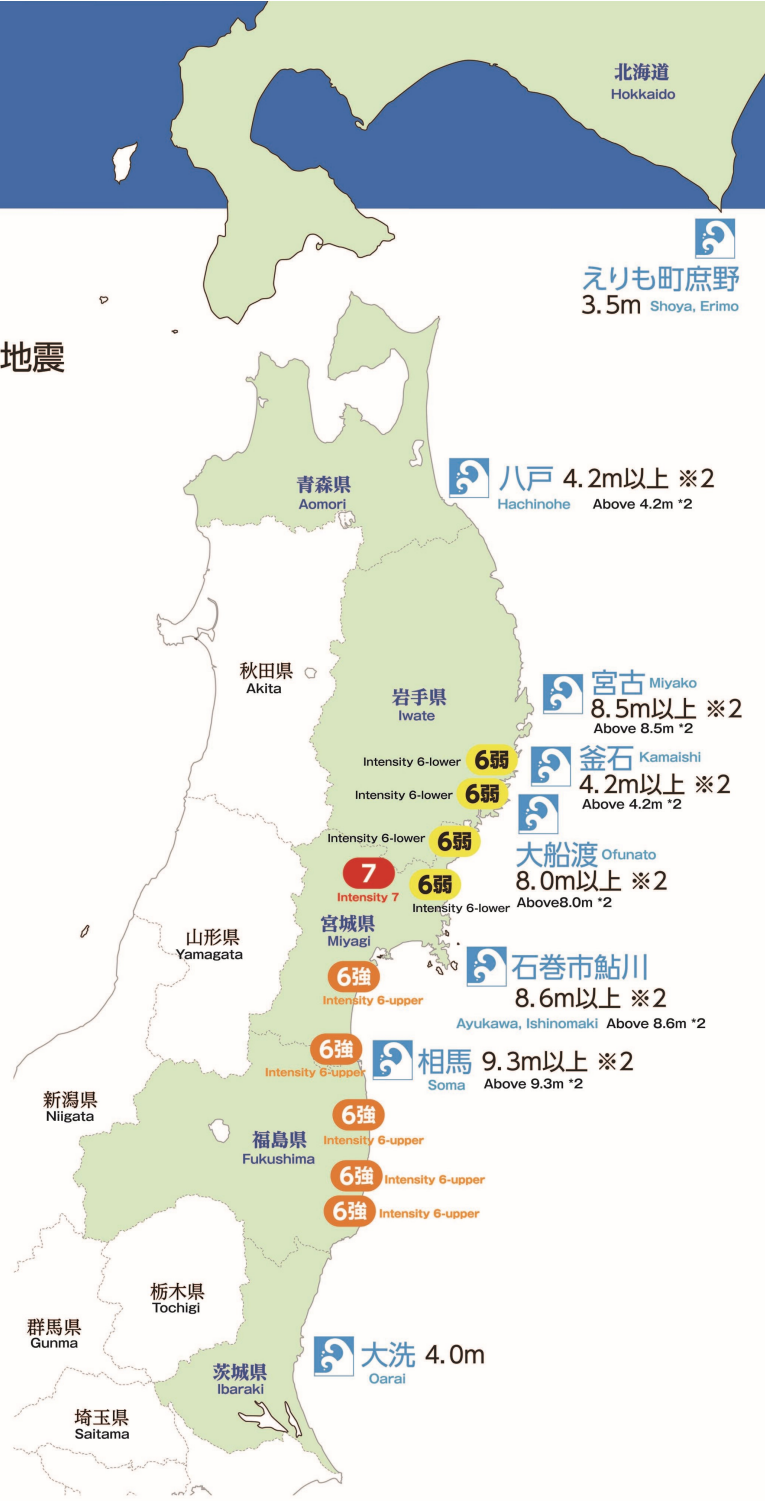 北海道
Hokkaido
えりも町庶野
3.5m Shoya, Erimo
地震
八戸 4.2m以上 ※2
Hachinohe Above 4.2m *2
青森県
Aomori
秋田県
Akita
岩手県
Iwate
宮古 Miyako
8.5m以上 ※2
Above 8.5m *2
Intensity 6-lower 6弱
釜石 Kamaishi
4.2m以上 ※2
Above 4.2m *2
Intensity 6-lower 6弱
Intensity 6-lower 6弱
大船渡 Ofunato
8.0m以上 ※2
Above8.0m *2
7
Intensity 7
6弱
Intensity 6-lower
宮城県
Miyagi
山形県
Yamagata
6強
Intensity 6-upper
石巻市鮎川
8.6m以上 ※2
Ayukawa, Ishinomaki Above 8.6m *2
6強
Intensity 6-upper
相馬 9.3m以上 ※2
Soma Above 9.3m *2
新潟県
Niigata
6強
Intensity 6-upper
福島県
Fukushima
6強 Intensity 6-upper
6強 Intensity 6-upper
栃木県
Tochigi
群馬県
Gunma
大洗 4.0m
Oarai
茨城県
Ibaraki
埼玉県
Saitama